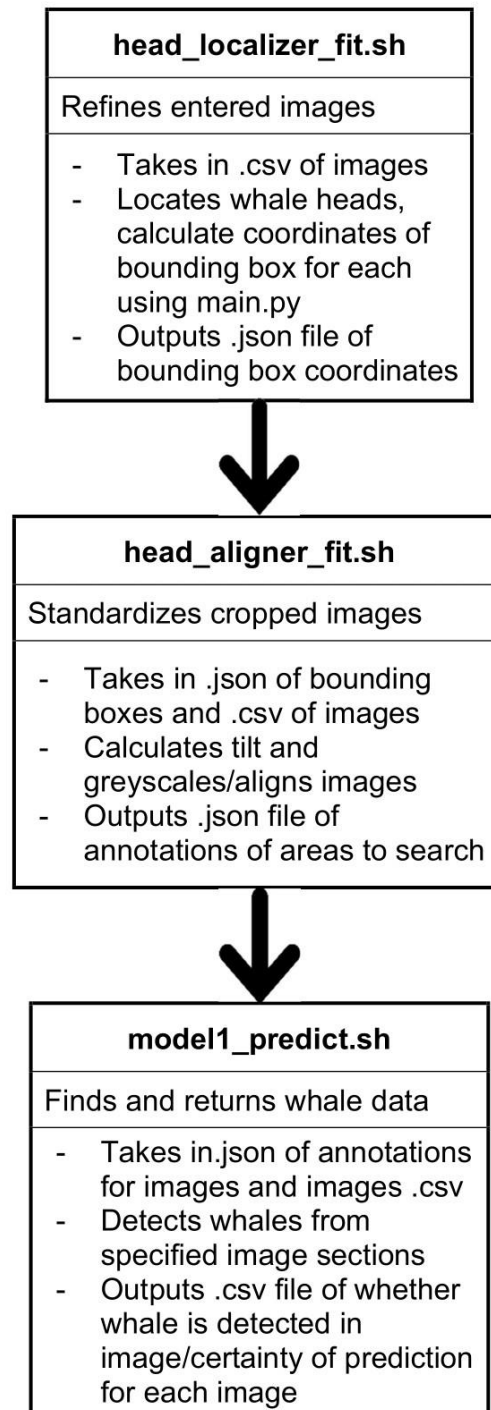 head_localizer_fit.sh
Refines entered images
- Takes in .csv of images
- Locates whale heads,
calculate coordinates of
bounding box for each
using main.py
- Outputs .json file of
bounding box coordinates
head_aligner_fit.sh
Standardizes cropped images
- Takes in .json of bounding
boxes and .csv of images
- Calculates tilt and
greyscales/aligns images
- Outputs .json file of
annotations of areas to search
model1_predict.sh
Finds and returns whale data
- Takes in.json of annotations
for images and images .csv
- Detects whales from
specified image sections
- Outputs .csv file of whether
whale is detected in
image/certainty of prediction
for each image